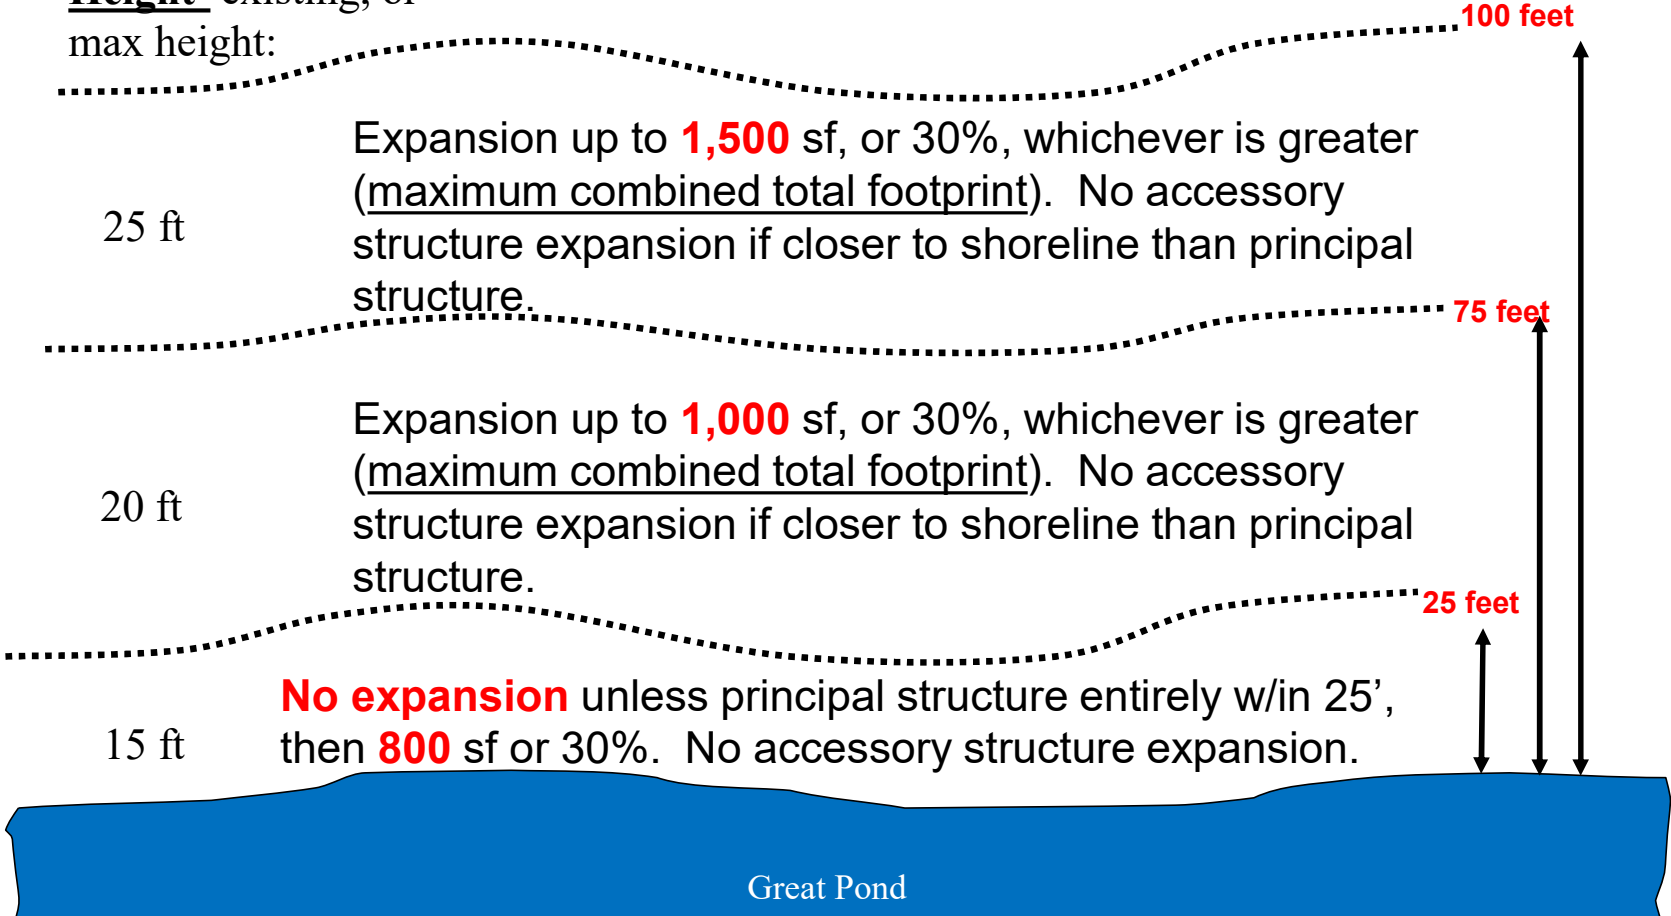 Height existing, or
max height:
100 feet
Expansion up to 1,500 sf, or 30%, whichever is greater
(maximum combined total footprint). No accessory
structure expansion if closer to shoreline than principal
structure.
25 ft
75 feet
Expansion up to 1,000 sf, or 30%, whichever is greater
(maximum combined total footprint). No accessory
structure expansion if closer to shoreline than principal
structure.
20 ft
25 feet
No expansion unless principal structure entirely w/in 25’,
then 800 sf or 30%. No accessory structure expansion.
15 ft
Great Pond